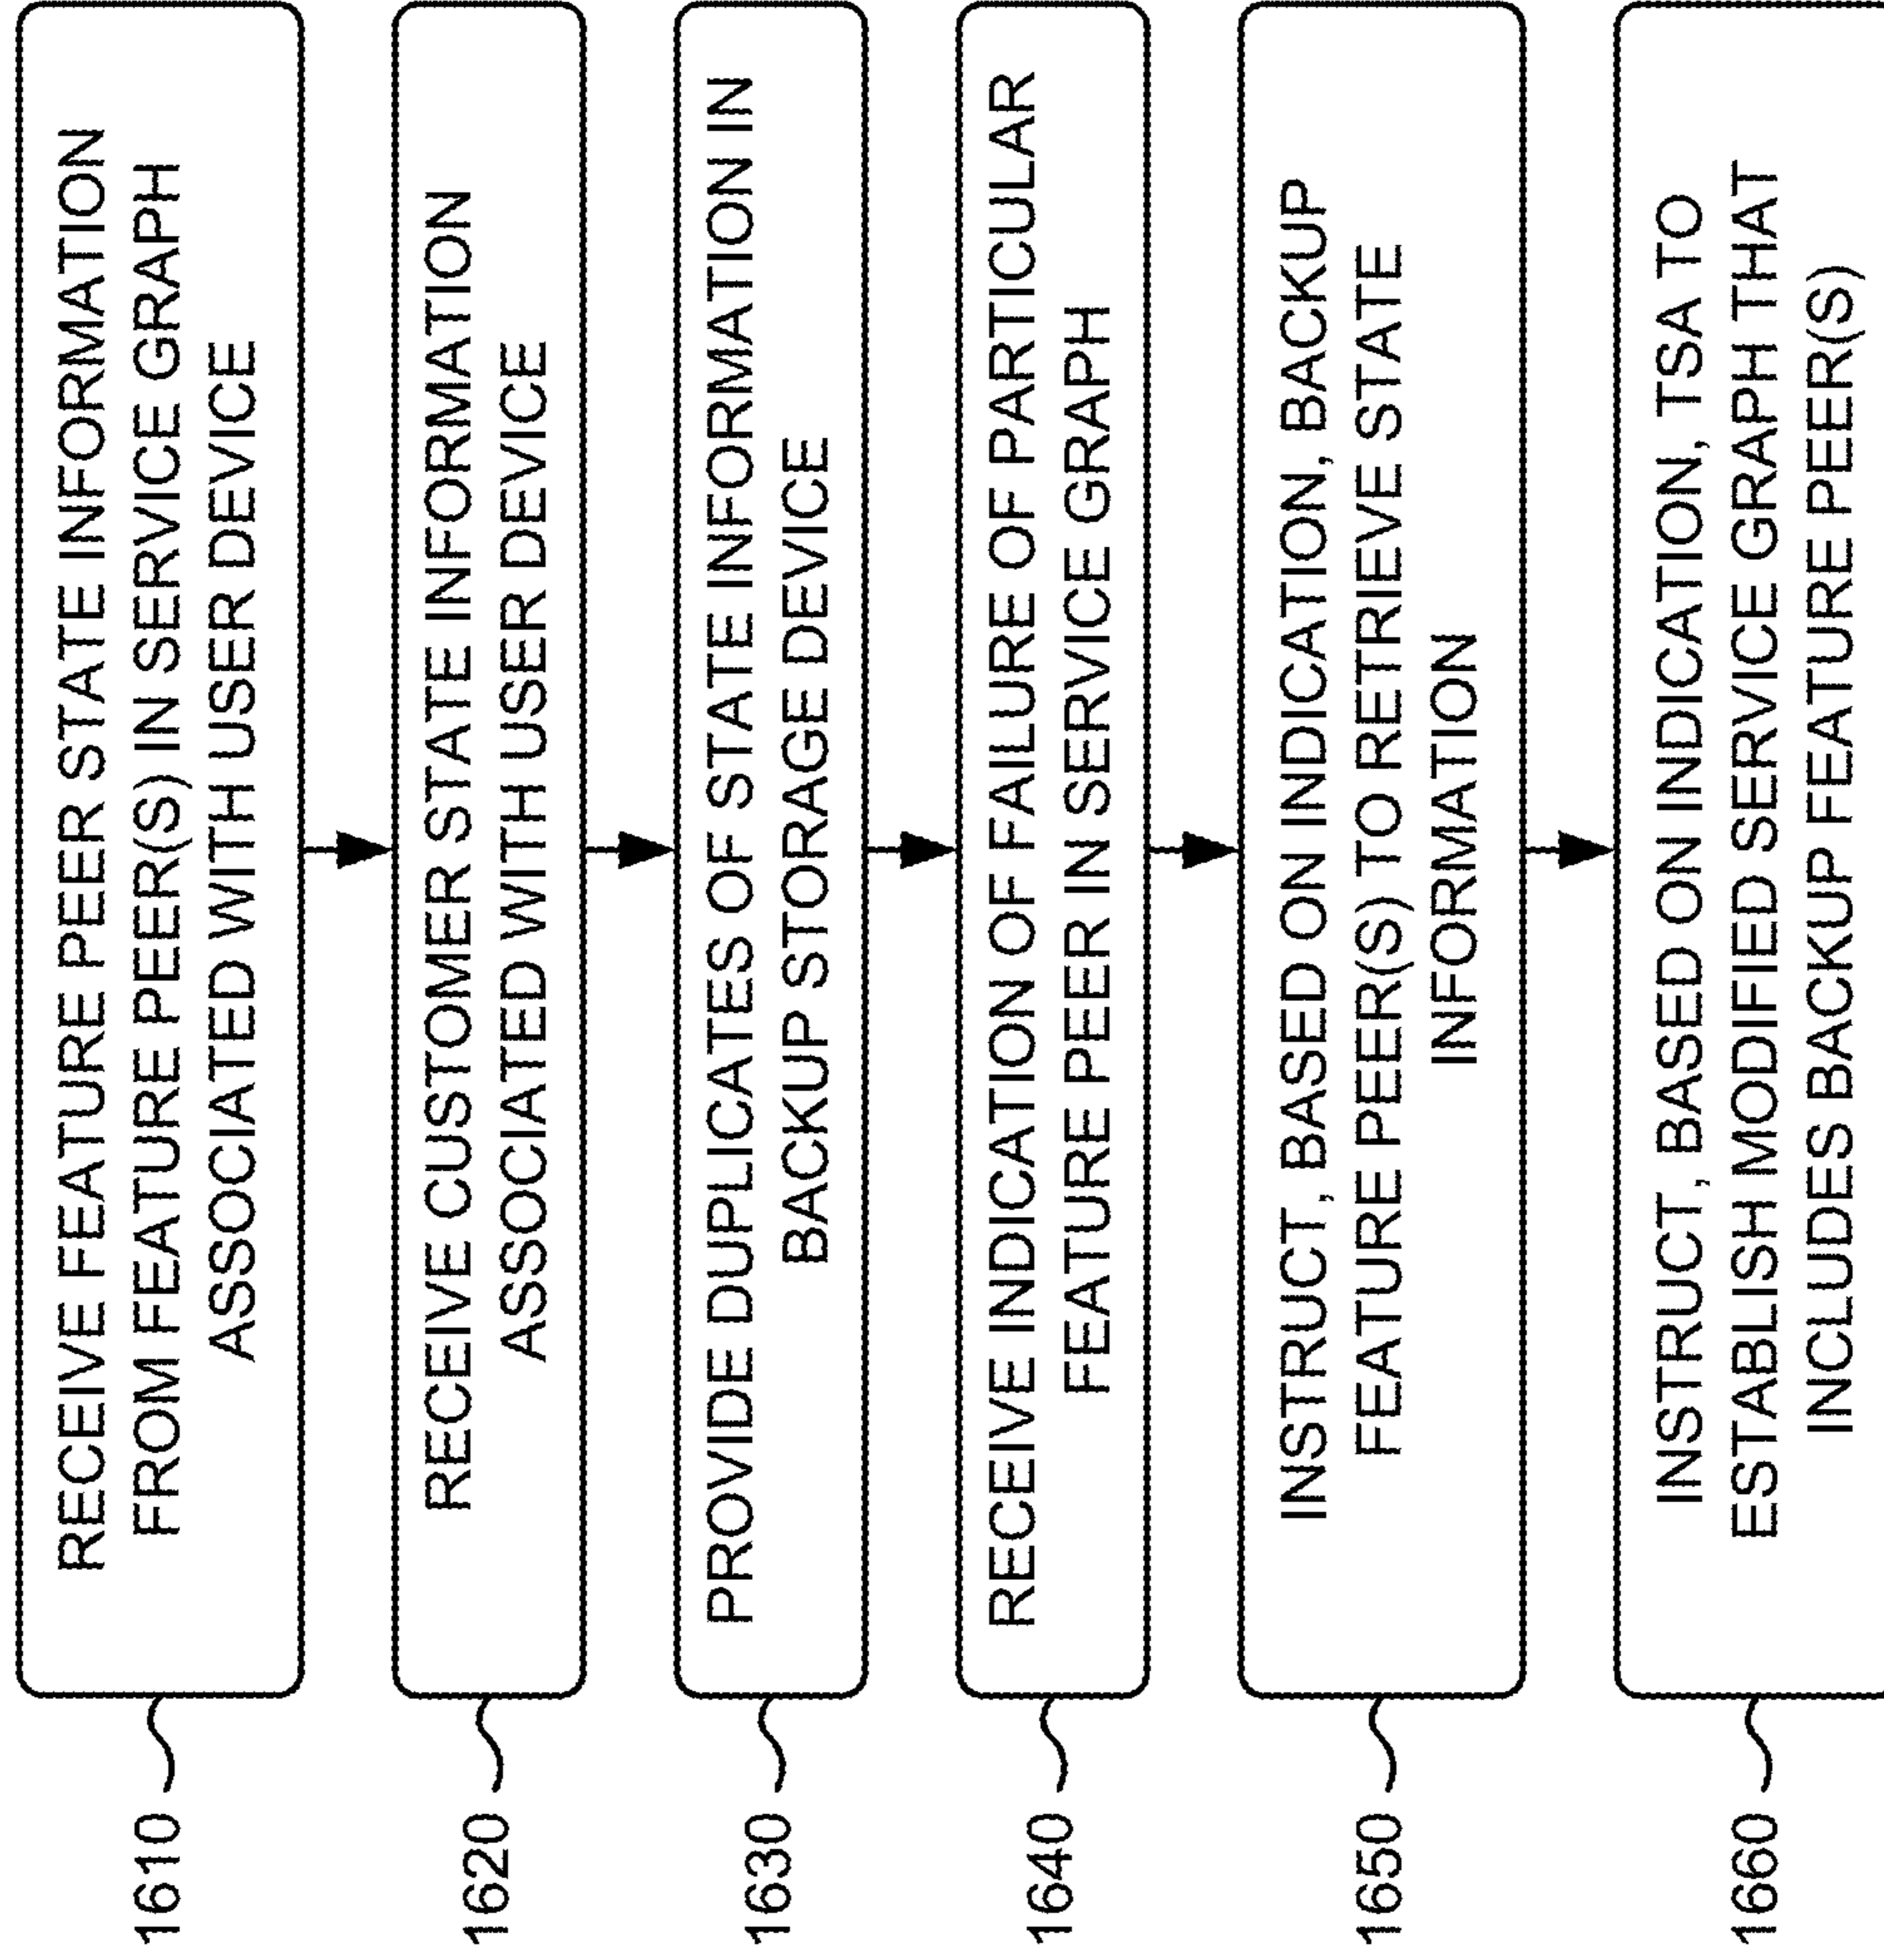 1610
RECEIVE FEATURE PEER STATE INFORMATION
FROM FEATURE PEER(S) IN SERVICE GRAPH
ASSOCIATED WITH USER DEVICE
1620
RECEIVE CUSTOMER STATE INFORMATION
ASSOCIATED WITH USER DEVICE
1630
PROVIDE DUPLICATES OF STATE INFORMATION IN
BACKUP STORAGE DEVICE
1640
RECEIVE INDICATION OF FAILURE OF PARTICULAR
FEATURE PEER IN SERVICE GRAPH
1650
INSTRUCT, BASED ON INDICATION, BACKUP
FEATURE PEER(S) TO RETRIEVE STATE
INFORMATION
1660
INSTRUCT, BASED ON INDICATION, TSA TO
ESTABLISH MODIFIED SERVICE GRAPH THAT
INCLUDES BACKUP FEATURE PEER(S)